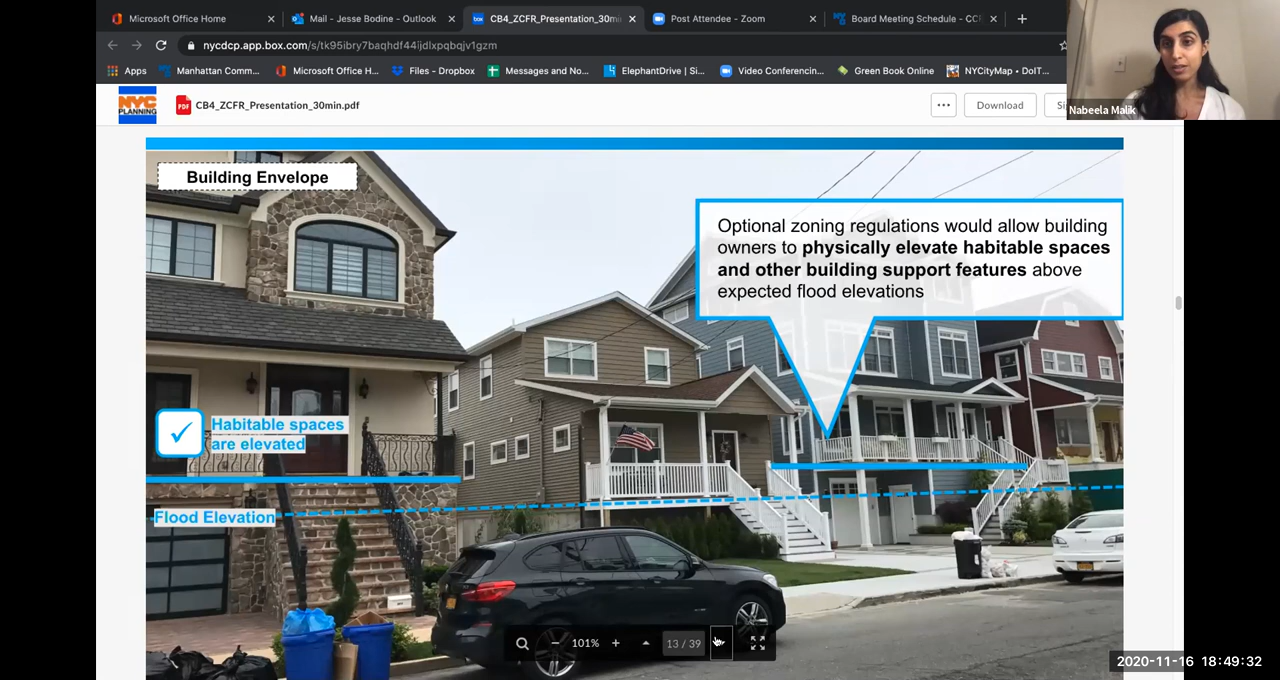 Microsoft Office Home
Mail - Jesse Bodine - Outlook
CB4_ZCFR_Presentation_30mi
Post Attendee - Zoom
Board Meeting Schedule - CCR
nycdcp.app.box.com/s/tk95ibry7baqhdf44ijdlxpqbqjv1gzm
Apps
Manhattan Comm...
Microsoft Office H...
Files - Dropbox
Messages and No...
ElephantDrive | Si...
Video Conferencin...
Green Book Online
NYCityMap • DoIT...
Nabeela Malik
NYC
PLANNING
PDF
CB4_ZCFR_Presentation_30min.pdf
Download
Building Envelope
Optional zoning regulations would allow building
owners to physically elevate habitable spaces
and other building support features above
expected flood elevations
Habitable spaces
are elevated
Flood Elevation
101%
13 / 39
2020-11-16 18:49:32